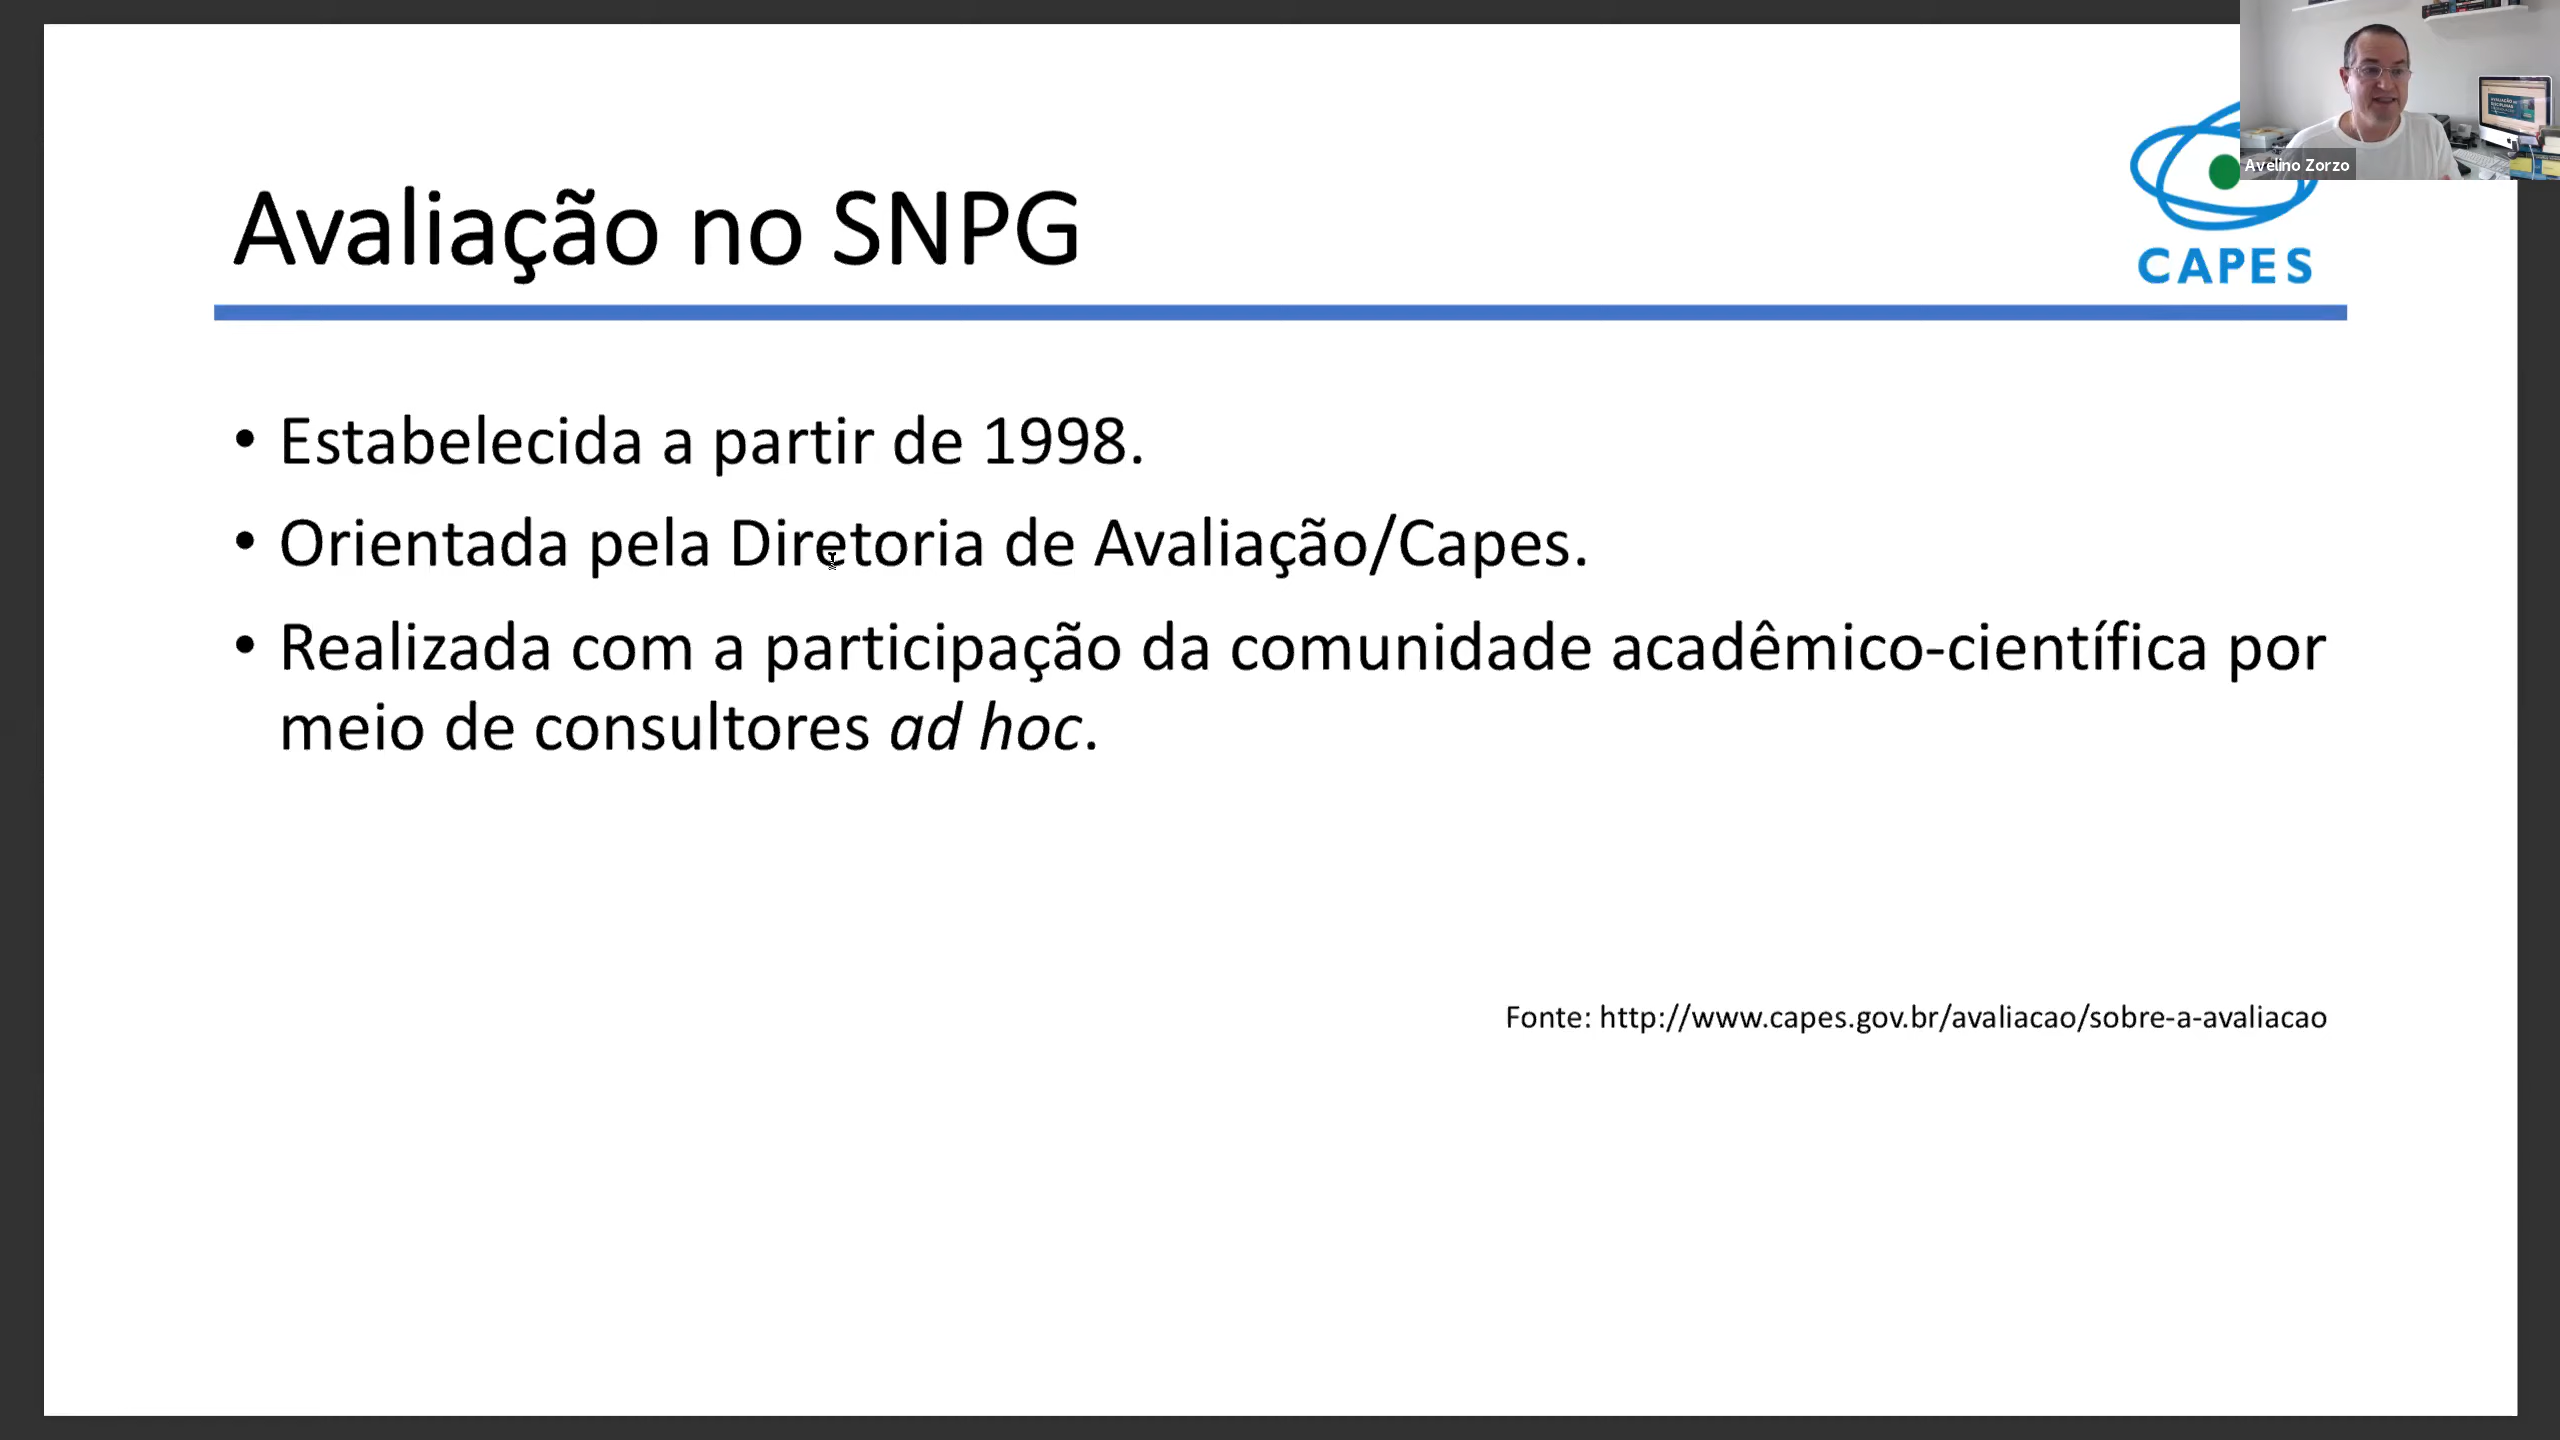 Avelino Zorzo
CAPES
Avaliação no SNPG
• Estabelecida a partir de 1998.
• Orientada pela Diretoria de Avaliação/Capes.
• Realizada com a participação da comunidade acadêmico-científica por
meio de consultores ad hoc.
Fonte: http://www.capes.gov.br/avaliacao/sobre-a-avaliacao